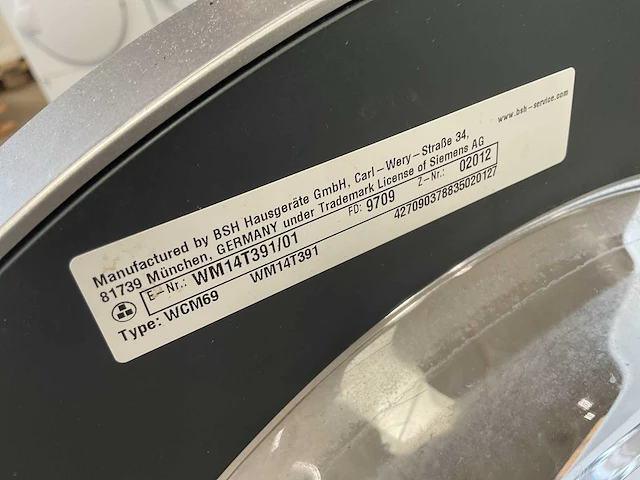 www.bsh-service.com
Manufactured by BSH Hausgeräte GmbH, Carl-Wery-Straße 34,
81739 München, GERMANY under Trademark License of Siemens AG
E-Nr.: WM14T391/01 FD: 9709 Z-Nr.: 02012
WM14T391 427090378835020127
Type: WCM69